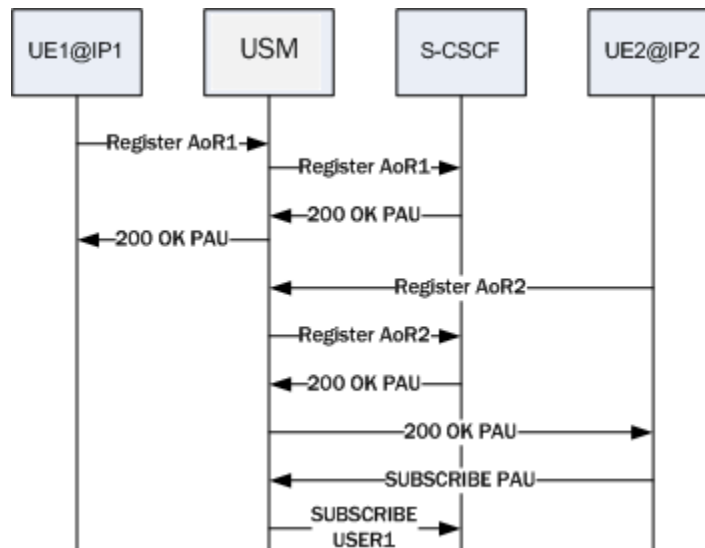 UE1@IP1
USM
S-CSCF
UE2@IP2
Register AoR1
Register AoR1
200 OK PAU
200 OK PAU
Register AoR2
Register AoR2
200 OK PAU
200 OK PAU
SUBSCRIBE PAU
SUBSCRIBE
USER1